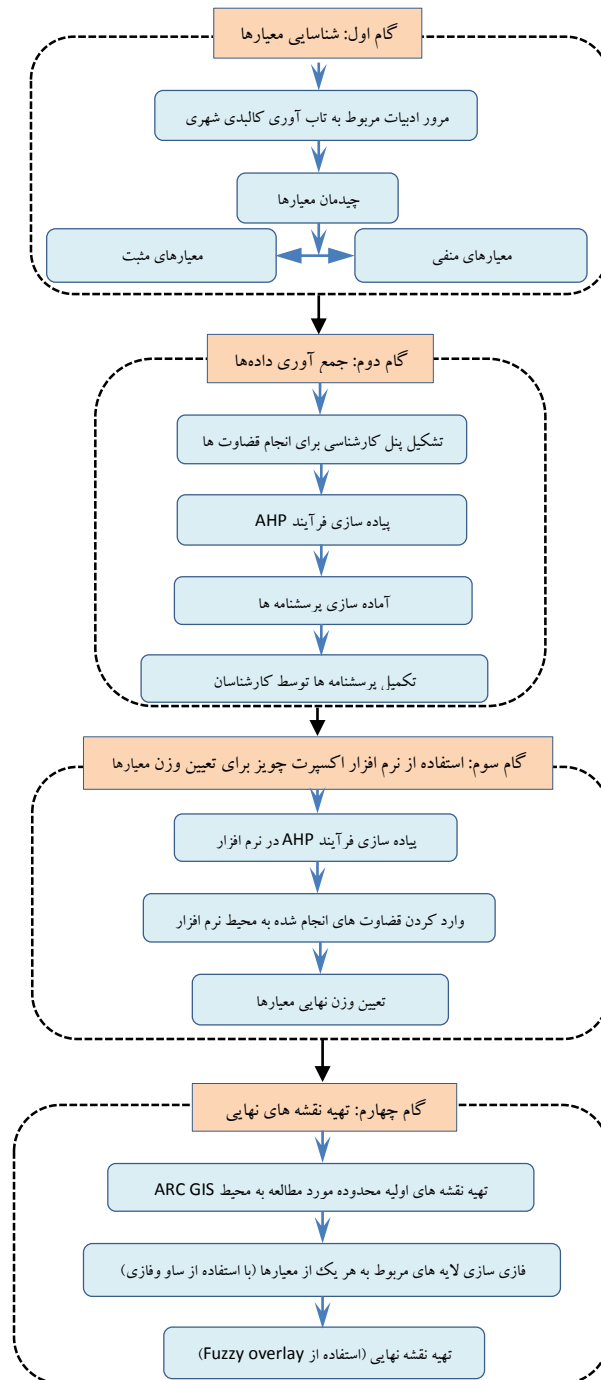 گام اول: شناسایی معیارها
مرور ادبیات مربوط به تاب آوری کالبدی شهری
چیدمان معیارها
معیارهای منفی
معیارهای مثبت
گام دوم: جمع آوری داده‌ها
تشکیل پنل کارشناسی برای انجام قضاوت ها
پیاده سازی فرآیند AHP
آماده سازی پرسشنامه ها
تکمیل پرسشنامه ها توسط کارشناسان
گام سوم: استفاده از نرم افزار اکسپرت چویز برای تعیین وزن معیارها
پیاده سازی فرآیند AHP در نرم افزار
وارد کردن قضاوت های انجام شده به محیط نرم افزار
تعیین وزن نهایی معیارها
گام چهارم: تهیه نقشه های نهایی
تهیه نقشه های اولیه محدوده مورد مطالعه به محیط ARC GIS
فازی سازی لایه های مربوط به هر یک از معیارها (با استفاده از ساو وفازی)
تهیه نقشه نهایی (استفاده از Fuzzy overlay)